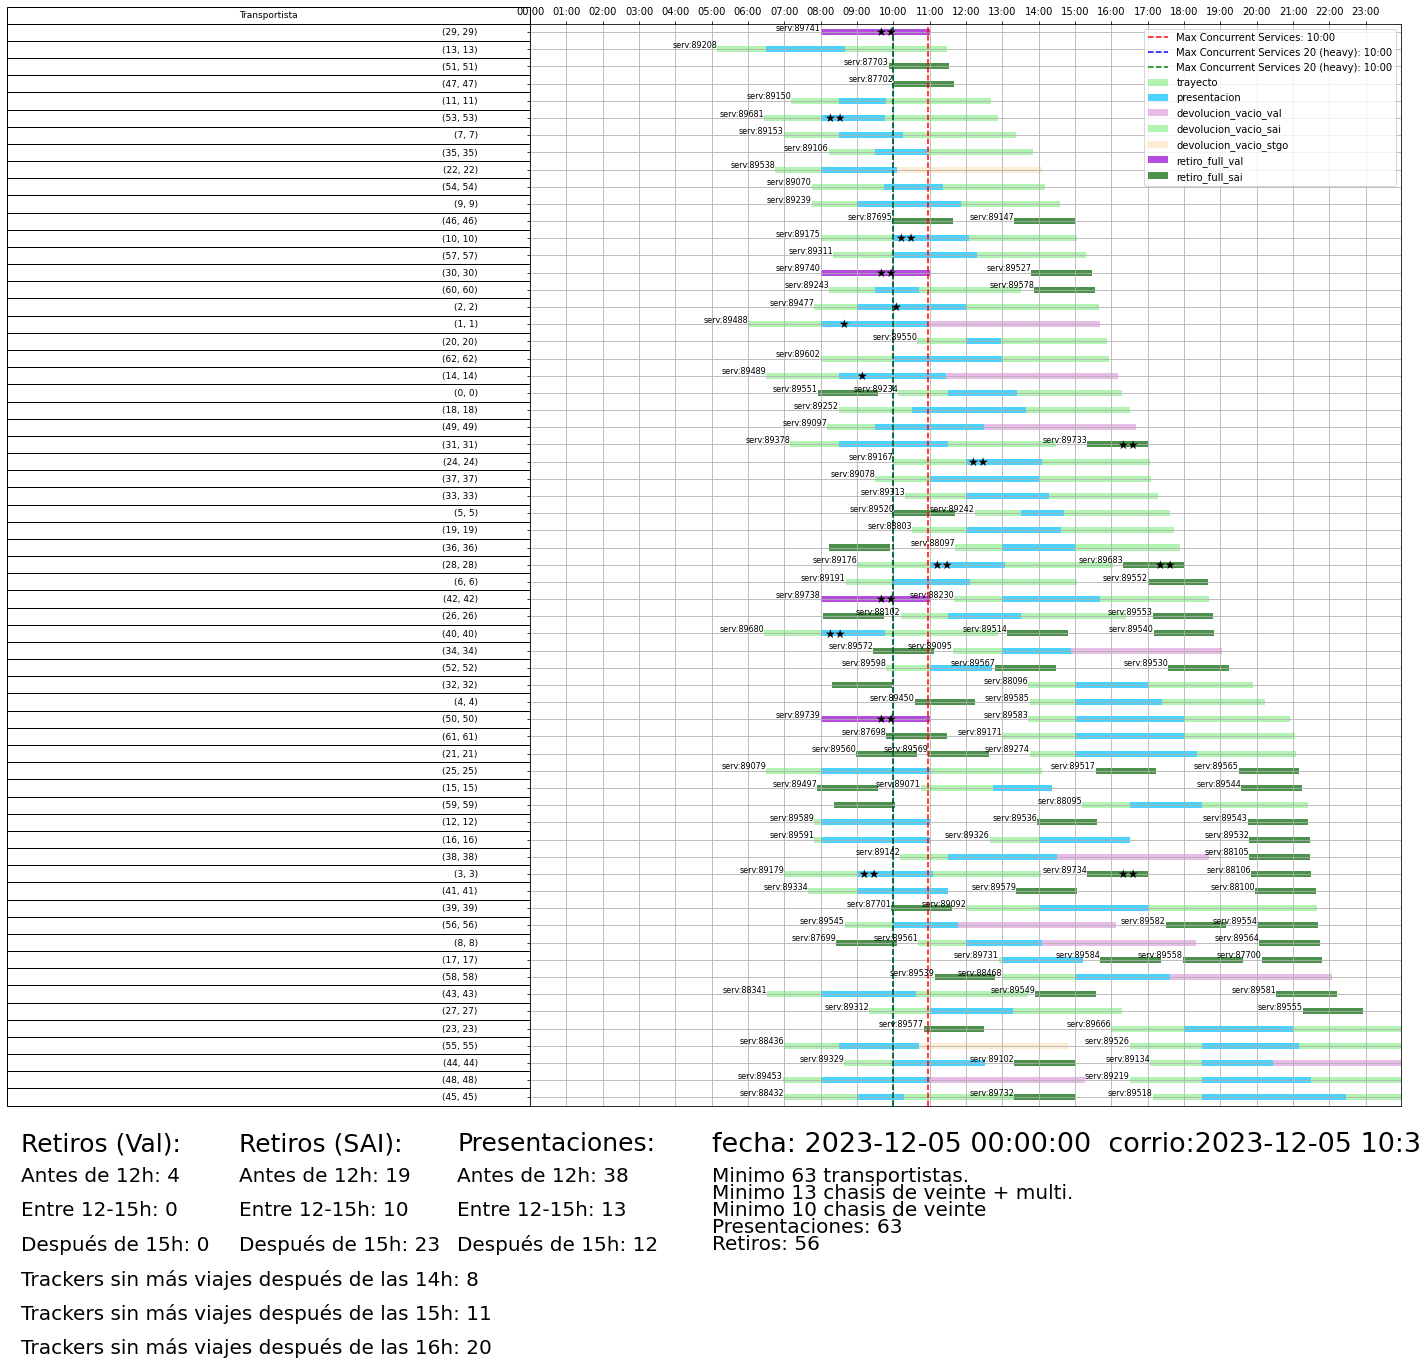 Transportista
00:00 01:00 02:00 03:00 04:00 05:00 06:00 07:00 08:00 09:00 10:00 11:00 12:00 13:00 14:00 15:00 16:00 17:00 18:00 19:00 20:00 21:00 22:00 23:00
Max Concurrent Services: 10:00
Max Concurrent Services 20 (heavy): 10:00
Max Concurrent Services 20 (heavy): 10:00
trayecto
presentacion
devolucion_vacio_val
devolucion_vacio_sai
devolucion_vacio_stgo
retiro_full_val
retiro_full_sai
(29, 29) serv:89741
(13, 13) serv:89208
(51, 51) serv:87703
(47, 47) serv:87702
(11, 11) serv:89150
(53, 53) serv:89681
(7, 7) serv:89153
(35, 35) serv:89106
(22, 22) serv:89538
(54, 54) serv:89070
(9, 9) serv:89239
(46, 46) serv:87695 serv:89147
(10, 10) serv:89175
(57, 57) serv:89311
(30, 30) serv:89740 serv:89527
(60, 60) serv:89243 serv:89578
(2, 2) serv:89477
(1, 1) serv:89488
(20, 20) serv:89550
(62, 62) serv:89602
(14, 14) serv:89489
(0, 0) serv:89551 serv:89234
(18, 18) serv:89252
(49, 49) serv:89097
(31, 31) serv:89378 serv:89733
(24, 24) serv:89167
(37, 37) serv:89078
(33, 33) serv:89313
(5, 5) serv:89520 serv:89242
(19, 19) serv:88803
(36, 36) serv:88097
(28, 28) serv:89176 serv:89683
(6, 6) serv:89191 serv:89552
(42, 42) serv:89738 serv:88230
(26, 26) serv:88102 serv:89553
(40, 40) serv:89680 serv:89514 serv:89540
(34, 34) serv:89572 serv:89095
(52, 52) serv:89598 serv:89567 serv:89530
(32, 32) serv:88096
(4, 4) serv:89450 serv:89585
(50, 50) serv:89739 serv:89583
(61, 61) serv:87698 serv:89171
(21, 21) serv:89560 serv:89569 serv:89274
(25, 25) serv:89079 serv:89517 serv:89565
(15, 15) serv:89497 serv:89071 serv:89544
(59, 59) serv:88095
(12, 12) serv:89589 serv:89536 serv:89543
(16, 16) serv:89591 serv:89326 serv:89532
(38, 38) serv:89142 serv:88105
(3, 3) serv:89179 serv:89734 serv:88106
(41, 41) serv:89334 serv:89579 serv:88100
(39, 39) serv:87701 serv:89092
(56, 56) serv:89545 serv:89582 serv:89554
(8, 8) serv:87699 serv:89561 serv:89564
(17, 17) serv:89731 serv:89584 serv:89558 serv:87700
(58, 58) serv:89539 serv:88468
(43, 43) serv:88341 serv:89549 serv:89581
(27, 27) serv:89312 serv:89555
(23, 23) serv:89577 serv:89666
(55, 55) serv:88436 serv:89526
(44, 44) serv:89329 serv:89102 serv:89134
(48, 48) serv:89453 serv:89219
(45, 45) serv:88432 serv:89732 serv:89518
Retiros (Val):
Antes de 12h: 4
Entre 12-15h: 0
Después de 15h: 0
Retiros (SAI):
Antes de 12h: 19
Entre 12-15h: 10
Después de 15h: 23
Presentaciones:
Antes de 12h: 38
Entre 12-15h: 13
Después de 15h: 12
Trackers sin más viajes después de las 14h: 8
Trackers sin más viajes después de las 15h: 11
Trackers sin más viajes después de las 16h: 20
fecha: 2023-12-05 00:00:00 corrio:2023-12-05 10:3
Minimo 63 transportistas.
Minimo 13 chasis de veinte + multi.
Minimo 10 chasis de veinte
Presentaciones: 63
Retiros: 56